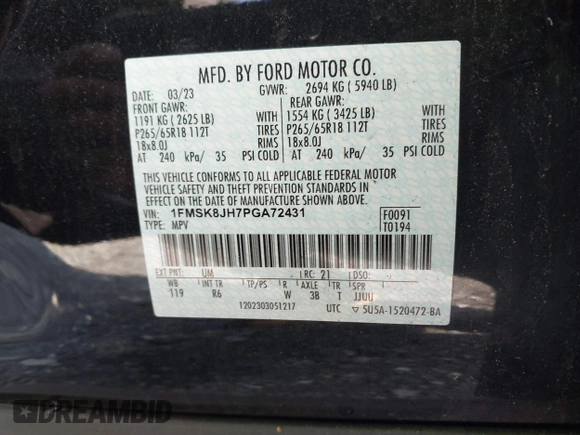 MFD. BY FORD MOTOR CO.
DATE: 03/23 GVWR: 2694 KG ( 5940 LB)
FRONT GAWR: REAR GAWR:
1191 KG ( 2625 LB) WITH 1554 KG ( 3425 LB) WITH
P265/65R18 112T TIRES P265/65R18 112T TIRES
18x8.0J RIMS 18x8.0J RIMS
AT 240 kPa/ 35 PSI COLD AT 240 kPa/ 35 PSI COLD
THIS VEHICLE CONFORMS TO ALL APPLICABLE FEDERAL MOTOR
VEHICLE SAFETY AND THEFT PREVENTION STANDARDS IN
EFFECT ON THE DATE OF MANUFACTURE SHOWN ABOVE.
VIN: 1FMSK8JH7PGA72431 F0091
TYPE: MPV T0194
EXT PNT: UM RC: 21 DSO:
WB INT TR TP/PS R AXLE TR SPR
119 R6 W 3B T JJUU
1202303051217 UTC ▽ 5U5A-1520472-BA
DREAMBID